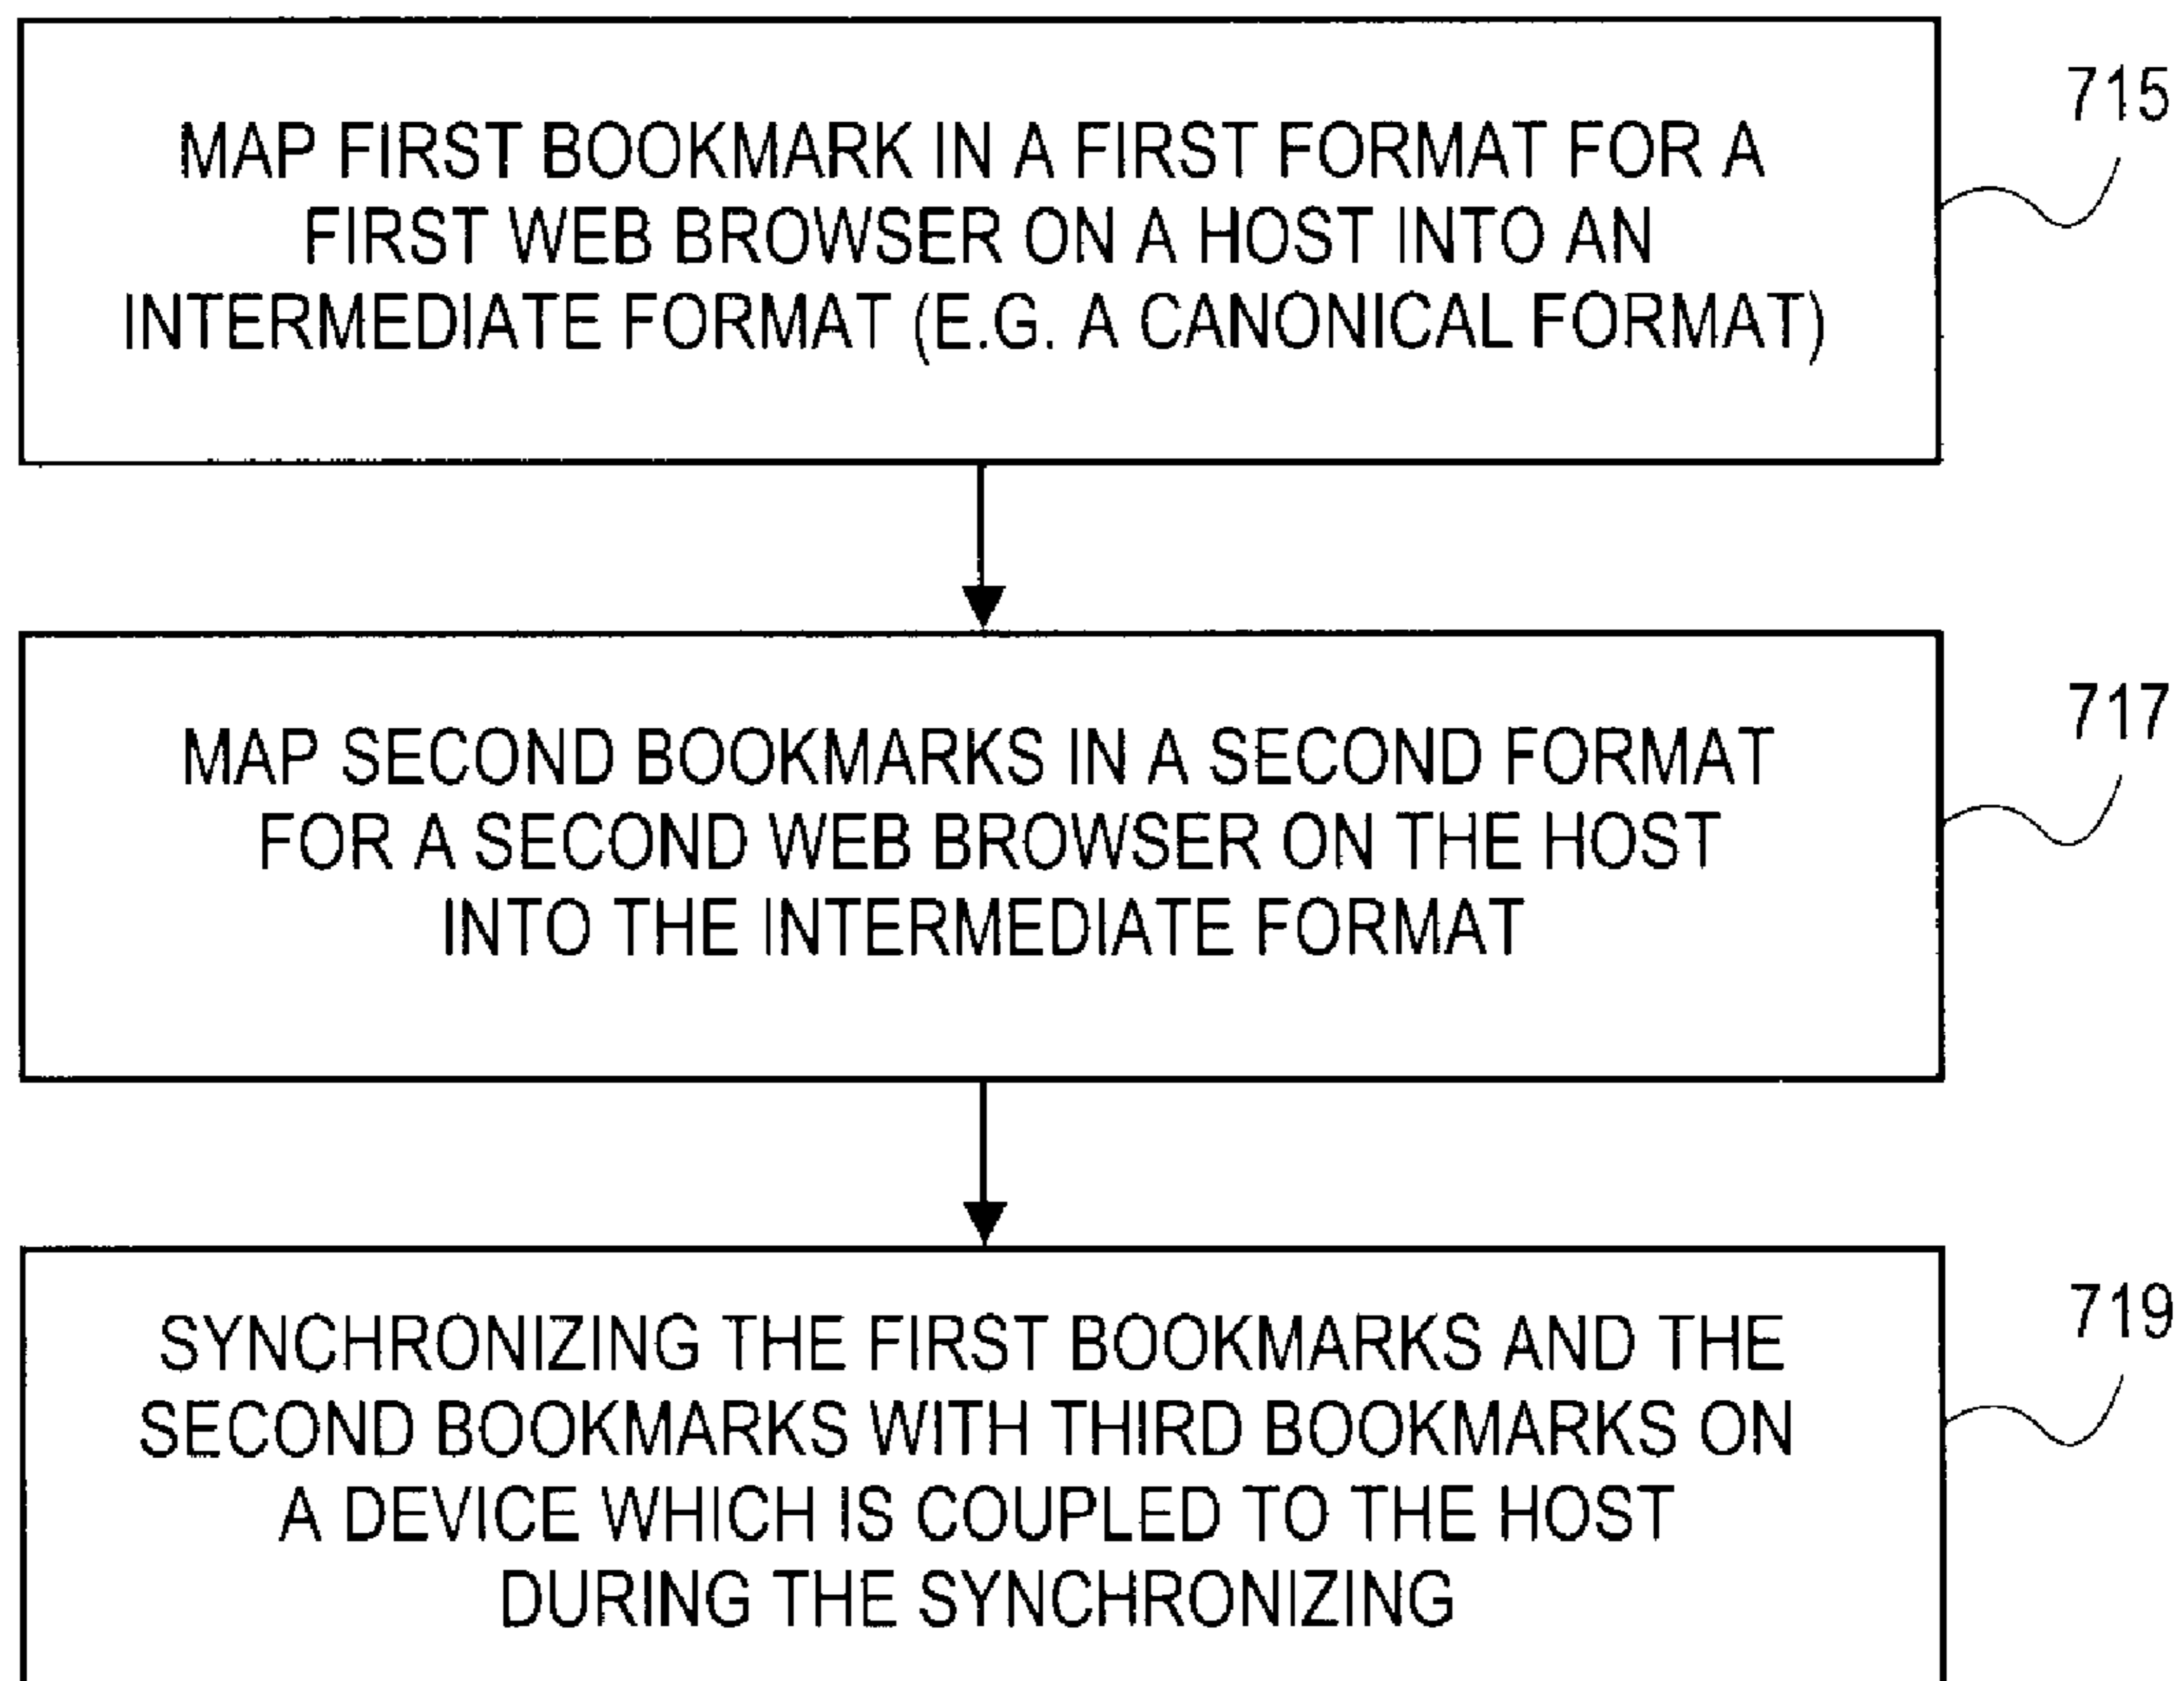 715
MAP FIRST BOOKMARK IN A FIRST FORMAT FOR A
FIRST WEB BROWSER ON A HOST INTO AN
INTERMEDIATE FORMAT (E.G. A CANONICAL FORMAT)
717
MAP SECOND BOOKMARKS IN A SECOND FORMAT
FOR A SECOND WEB BROWSER ON THE HOST
INTO THE INTERMEDIATE FORMAT
719
SYNCHRONIZING THE FIRST BOOKMARKS AND THE
SECOND BOOKMARKS WITH THIRD BOOKMARKS ON
A DEVICE WHICH IS COUPLED TO THE HOST
DURING THE SYNCHRONIZING